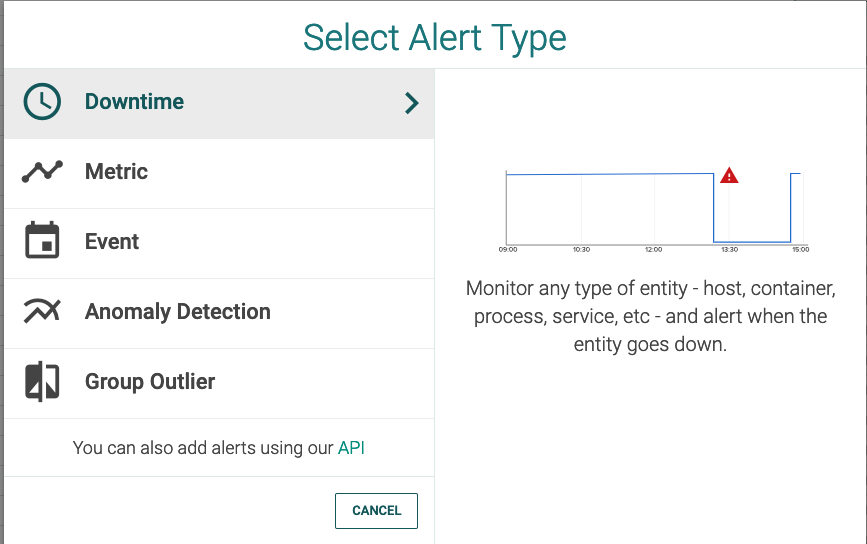 Select Alert Type
Downtime
Metric
Event
Anomaly Detection
Group Outlier
You can also add alerts using our API
CANCEL
09:00 10:30 12:00 13:30 15:00
Monitor any type of entity - host, container,
process, service, etc - and alert when the
entity goes down.